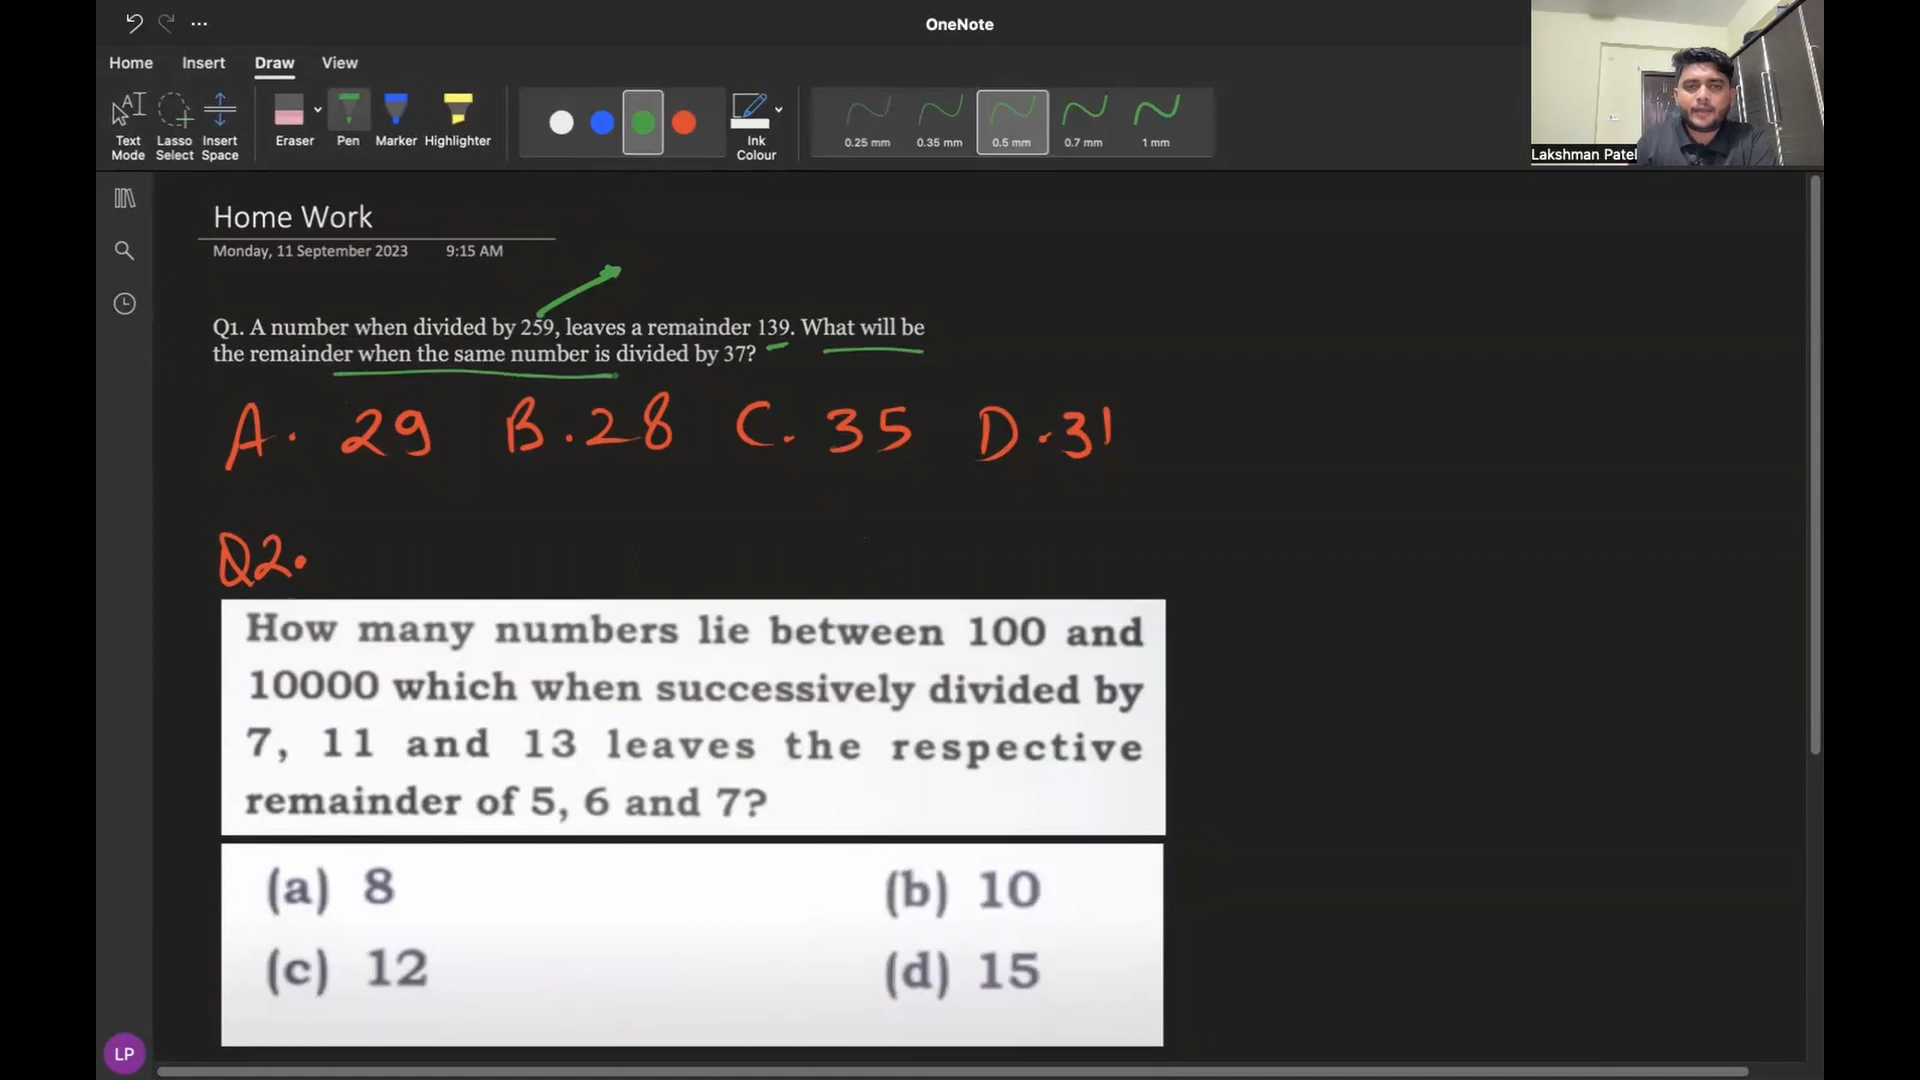 OneNote
Home Insert Draw View
Text Mode
Lasso Select
Insert Space
Eraser
Pen
Marker
Highlighter
Ink Colour
0.25 mm
0.35 mm
0.5 mm
0.7 mm
1 mm
Lakshman Patel
Home Work
Monday, 11 September 2023 9:15 AM
Q1. A number when divided by 259, leaves a remainder 139. What will be
the remainder when the same number is divided by 37?
A. 29 B. 28 C. 35 D. 31
Q2.
How many numbers lie between 100 and
10000 which when successively divided by
7, 11 and 13 leaves the respective
remainder of 5, 6 and 7?
(a) 8 (b) 10
(c) 12 (d) 15
LP